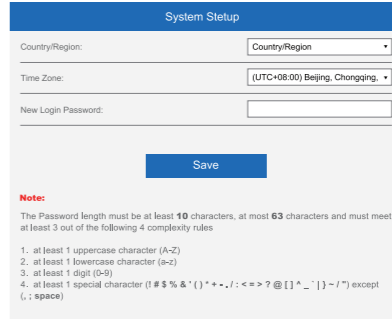 System Stetup
Country/Region: Country/Region
Time Zone: (UTC+08:00) Beijing, Chongqing,
New Login Password:
Save
Note:
The Password length must be at least 10 characters, at most 63 characters and must meet
at least 3 out of the following 4 complexity rules
1. at least 1 uppercase character (A-Z)
2. at least 1 lowercase character (a-z)
3. at least 1 digit (0-9)
4. at least 1 special character (! # $ % & ' ( ) * + - . / : < = > ? @ [ ] ^ _ ` | } ~ / ") except
(, ; space)